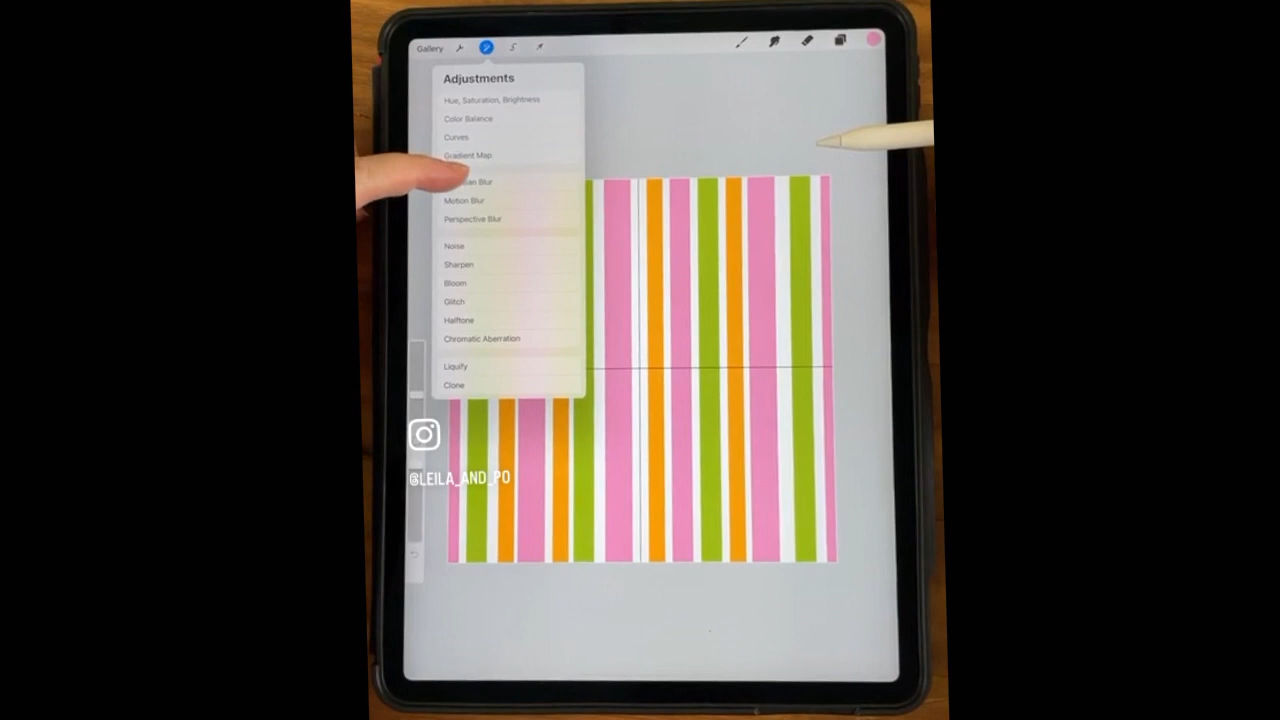 Gallery
Adjustments
Hue, Saturation, Brightness
Color Balance
Curves
Gradient Map
Blur
Motion Blur
Perspective Blur
Noise
Sharpen
Bloom
Glitch
Halftone
Chromatic Aberration
Liquify
Clone
@LEILA_AND_PO